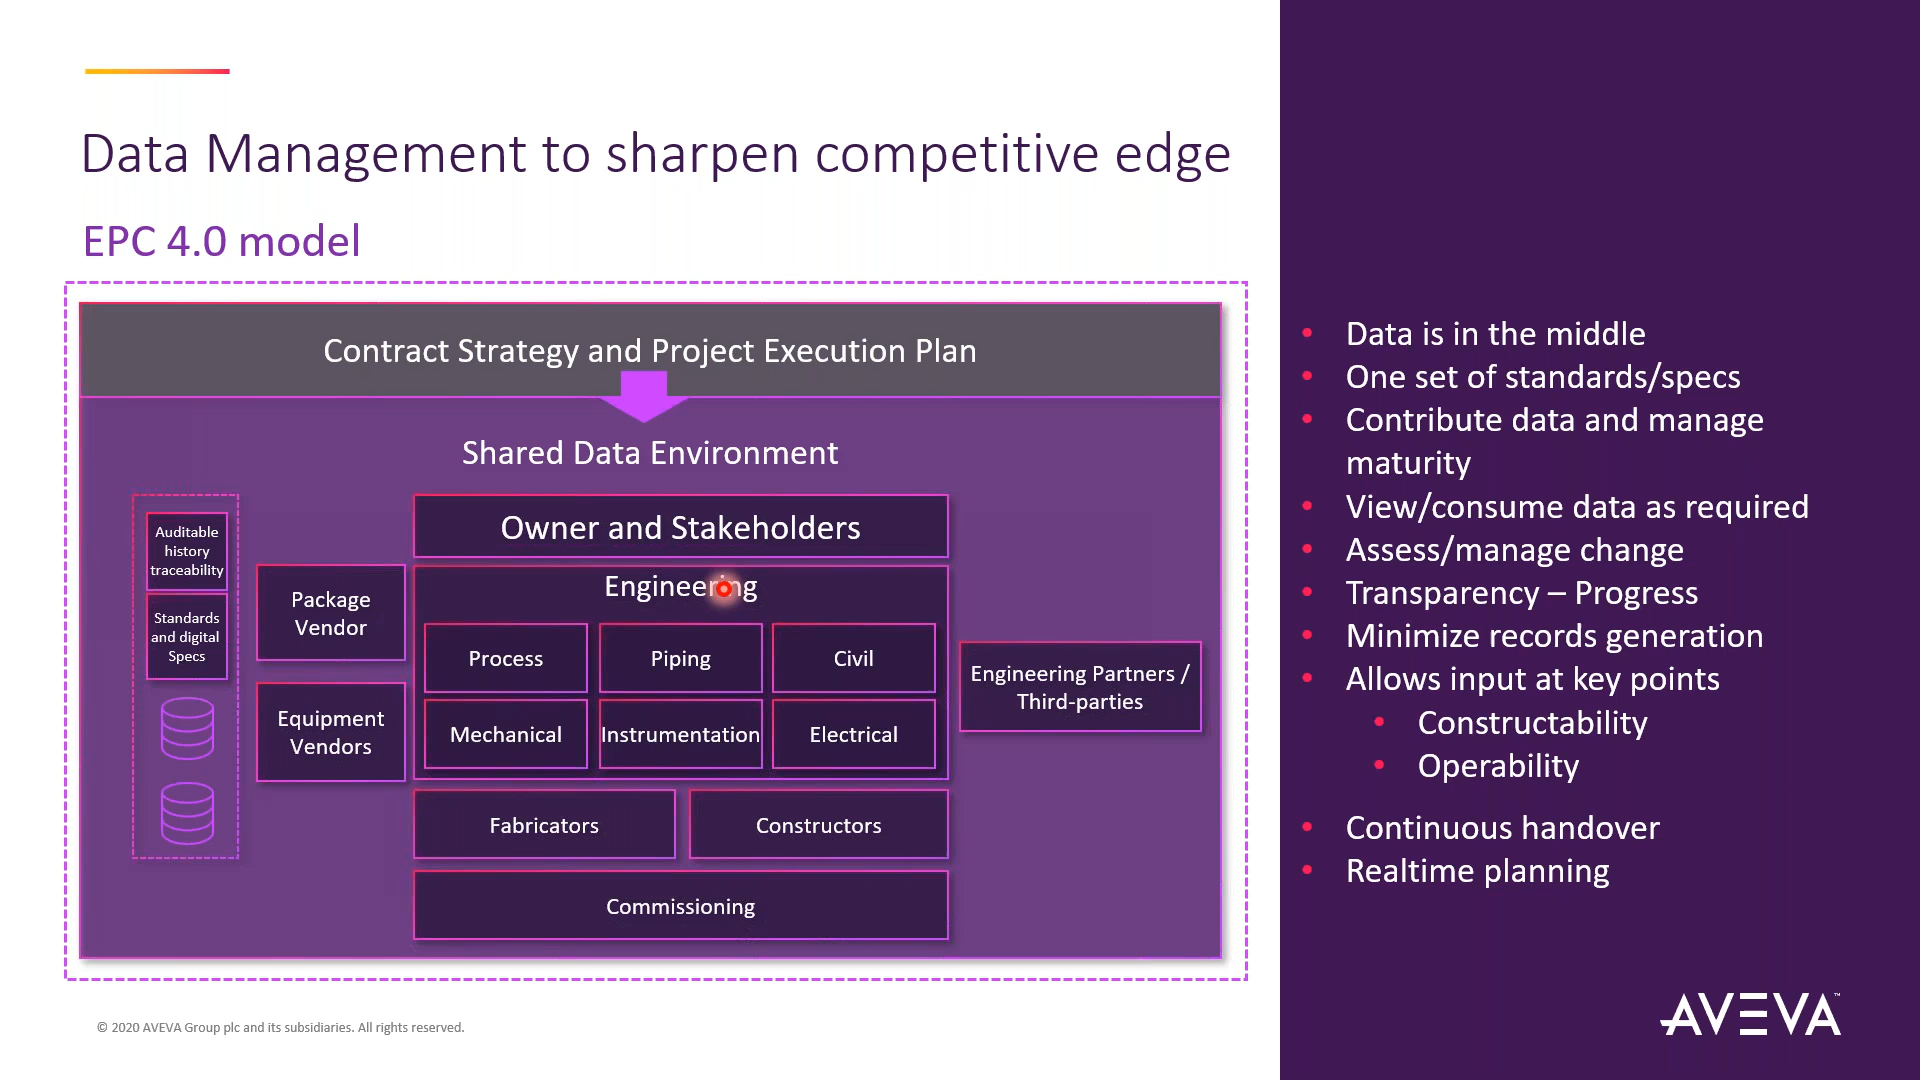 Data Management to sharpen competitive edge
EPC 4.0 model
Contract Strategy and Project Execution Plan
Shared Data Environment
Auditable
history
traceability
Standards
and digital
Specs
Package
Vendor
Equipment
Vendors
Owner and Stakeholders
Engineering
Process
Piping
Civil
Mechanical
Instrumentation
Electrical
Engineering Partners /
Third-parties
Fabricators
Constructors
Commissioning
• Data is in the middle
• One set of standards/specs
• Contribute data and manage
maturity
• View/consume data as required
• Assess/manage change
• Transparency – Progress
• Minimize records generation
• Allows input at key points
• Constructability
• Operability
• Continuous handover
• Realtime planning
© 2020 AVEVA Group plc and its subsidiaries. All rights reserved.
AVEVA™